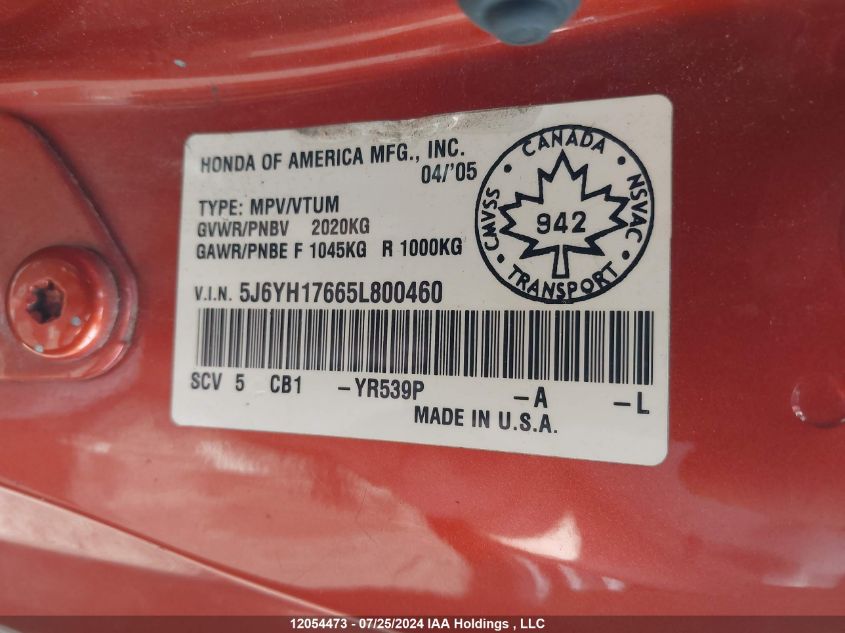 HONDA OF AMERICA MFG., INC.
04/'05
TYPE: MPV/VTUM
GVWR/PNBV 2020KG
GAWR/PNBE F 1045KG R 1000KG
V.I.N. 5J6YH17665L800460
SCV 5 CB1 -YR539P -A -L
MADE IN U.S.A.
CANADA
CMVSS • NSVAC
942
TRANSPORT
12054473 - 07/25/2024 IAA Holdings , LLC